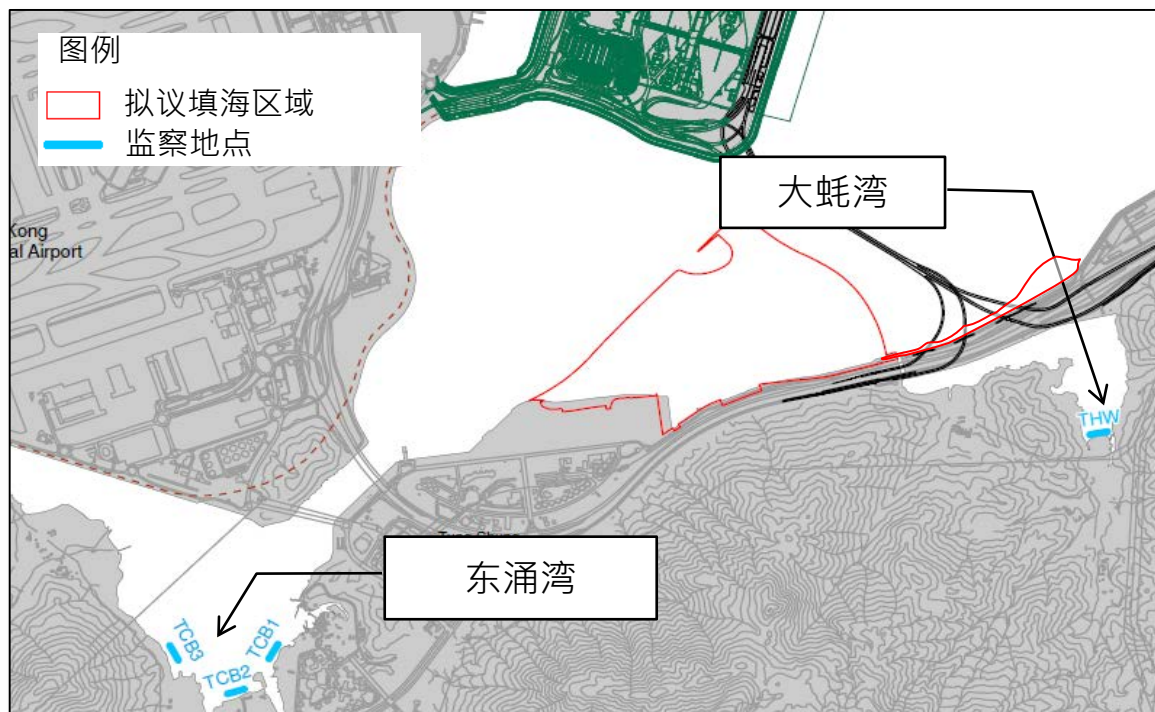 图例
拟议填海区域
监察地点
大蚝湾
Kong
al Airport
THW
东涌湾
TCB3
TCB1
TCB2